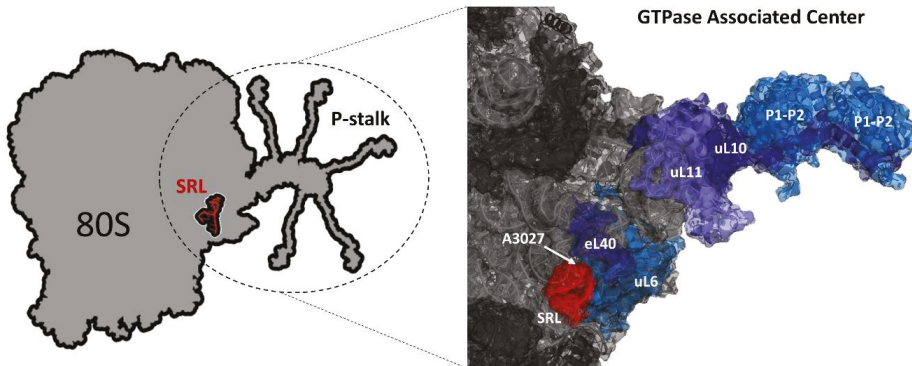 GTPase Associated Center
P-stalk
SRL
80S
P1-P2
P1-P2
uL10
uL11
A3027
eL40
uL6
SRL